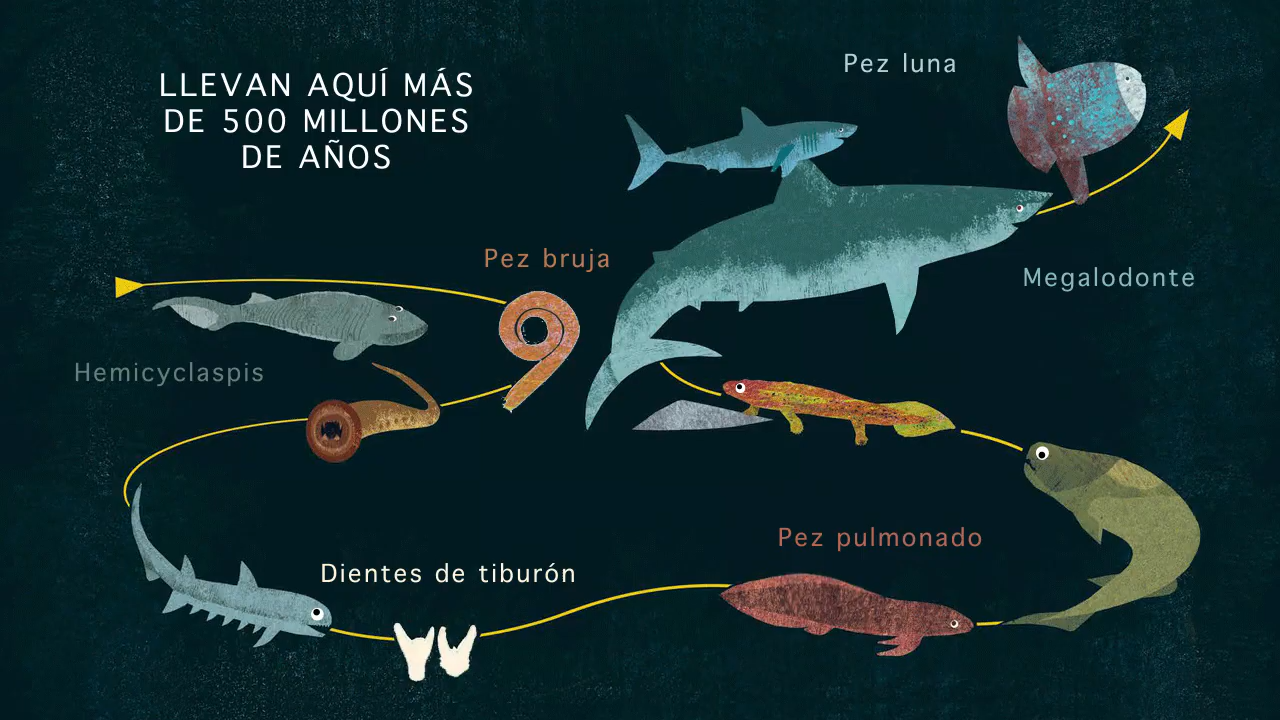 LLEVAN AQUÍ MÁS
DE 500 MILLONES
DE AÑOS
Pez luna
Pez bruja
Megalodonte
Hemicyclaspis
Pez pulmonado
Dientes de tiburón